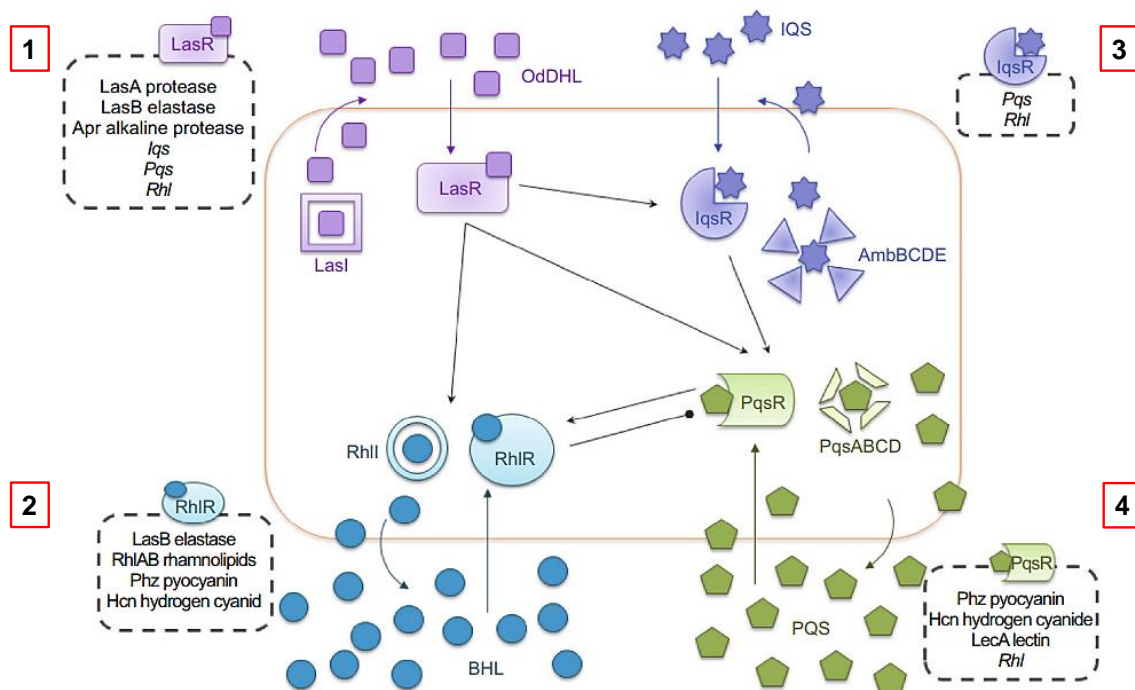 1
LasR
LasA protease
LasB elastase
Apr alkaline protease
Iqs
Pqs
Rhl
OdDHL
IQS
3
IqsR
Pqs
Rhl
LasR
IqsR
LasI
AmbBCDE
RhlI
RhlR
PqsR
PqsABCD
2
RhlR
LasB elastase
RhlAB rhamnolipids
Phz pyocyanin
Hcn hydrogen cyanid
BHL
PQS
4
PqsR
Phz pyocyanin
Hcn hydrogen cyanide
LecA lectin
Rhl